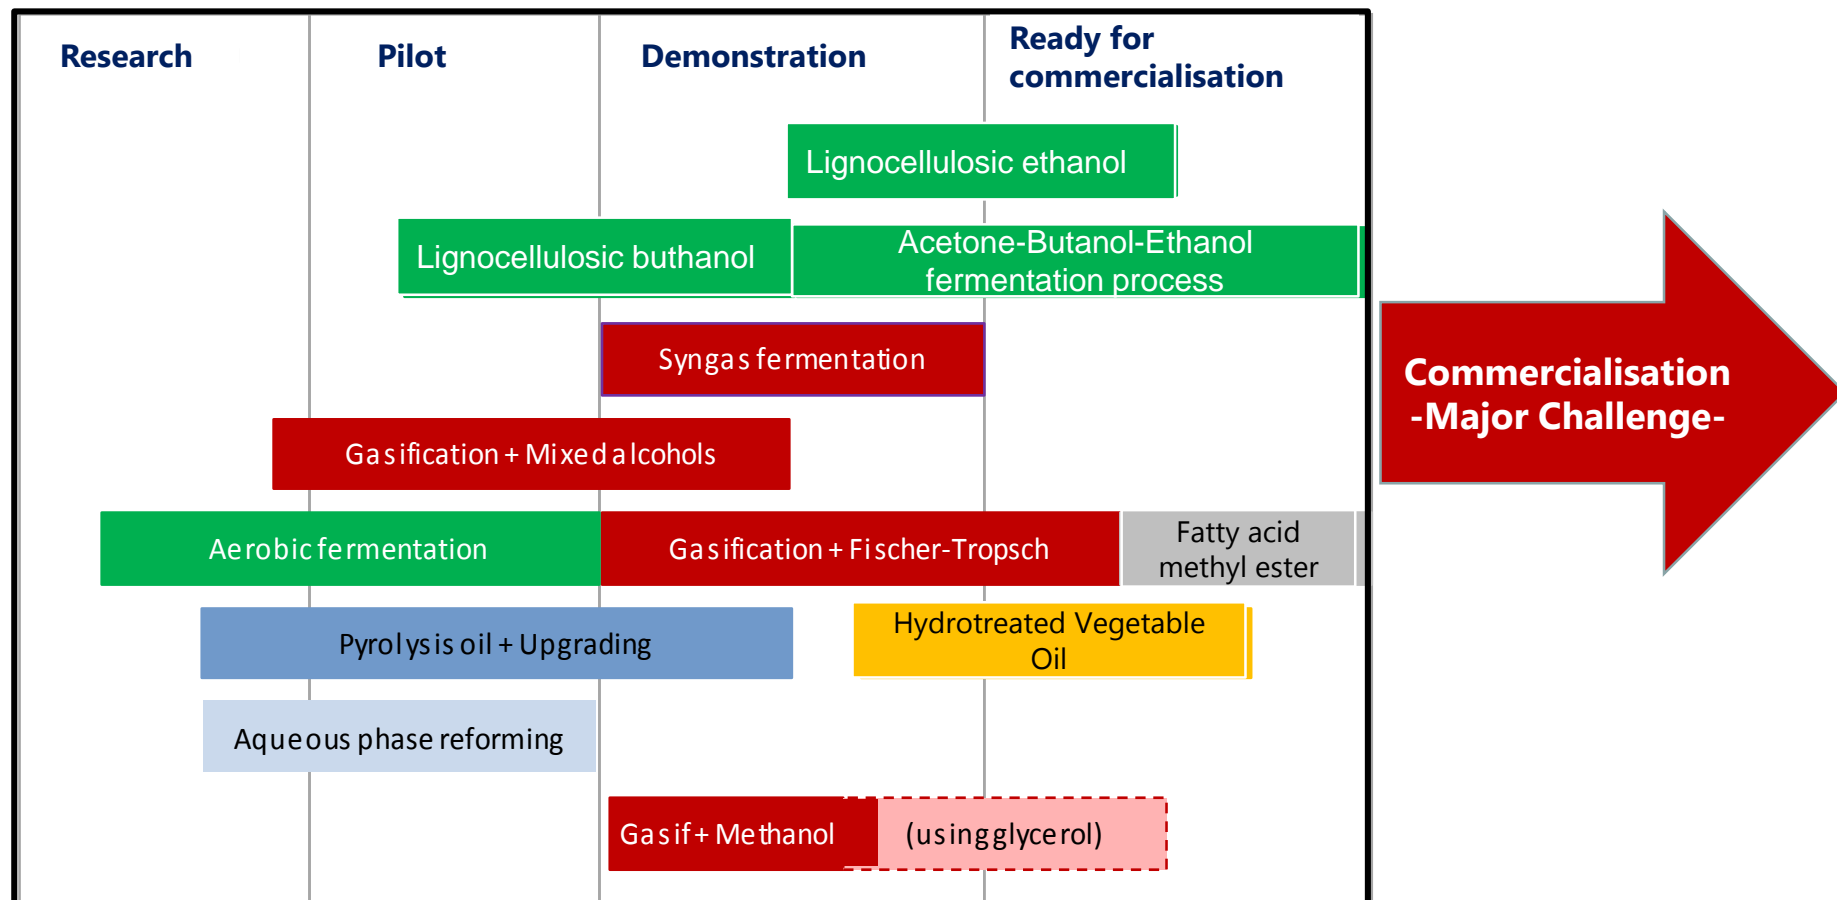 Research
Pilot
Demonstration
Ready for
commercialisation
Lignocellulosic ethanol
Lignocellulosic buthanol
Acetone-Butanol-Ethanol
fermentation process
Syngas fermentation
Gasification + Mixed alcohols
Aerobic fermentation
Gasification + Fischer-Tropsch
Fatty acid
methyl ester
Pyrolysis oil + Upgrading
Hydrotreated Vegetable
Oil
Aqueous phase reforming
Gasif + Methanol
(using glycerol)
Commercialisation
-Major Challenge-